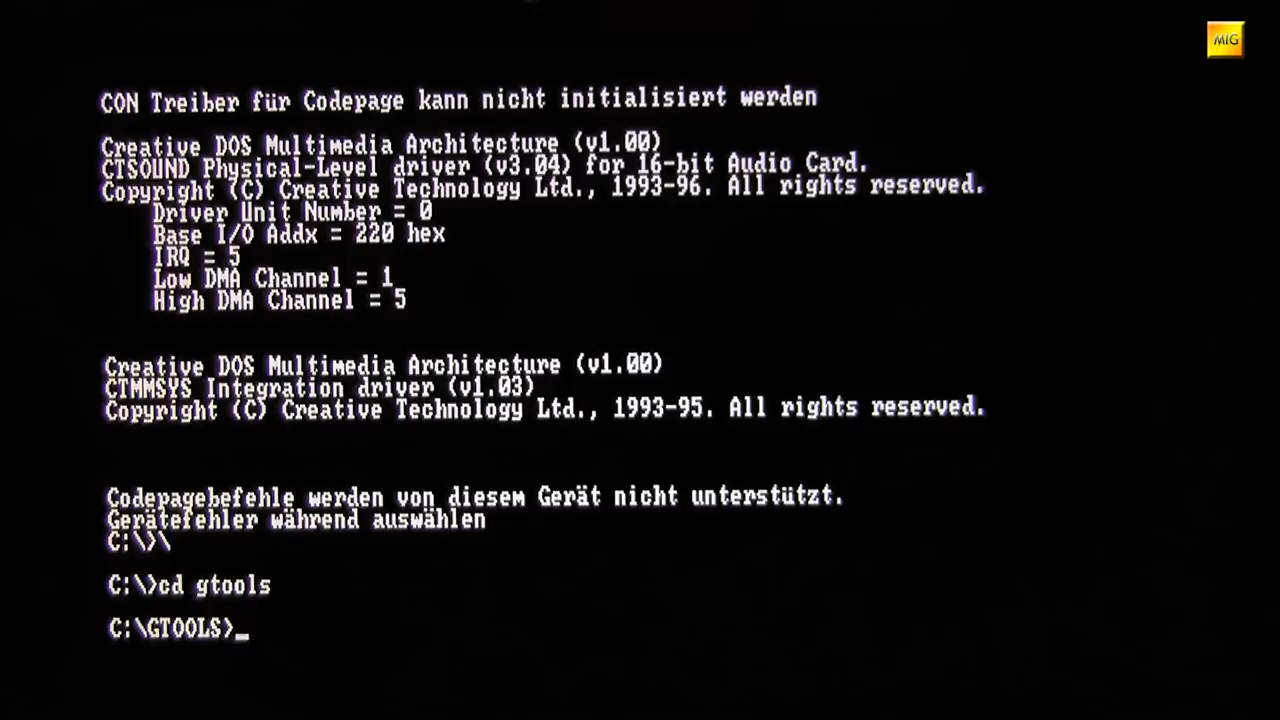 MIG
CON Treiber für Codepage kann nicht initialisiert werden
Creative DOS Multimedia Architecture (v1.00)
CTSOUND Physical-Level driver (v3.04) for 16-bit Audio Card.
Copyright (C) Creative Technology Ltd., 1993-96. All rights reserved.
Driver Unit Number = 0
Base I/O Addx = 220 hex
IRQ = 5
Low DMA Channel = 1
High DMA Channel = 5
Creative DOS Multimedia Architecture (v1.00)
CTMMSYS Integration driver (v1.03)
Copyright (C) Creative Technology Ltd., 1993-95. All rights reserved.
Codepagebefehle werden von diesem Gerät nicht unterstützt.
Gerätefehler während auswählen
C:\>\
C:\>cd gtools
C:\GTOOLS>_